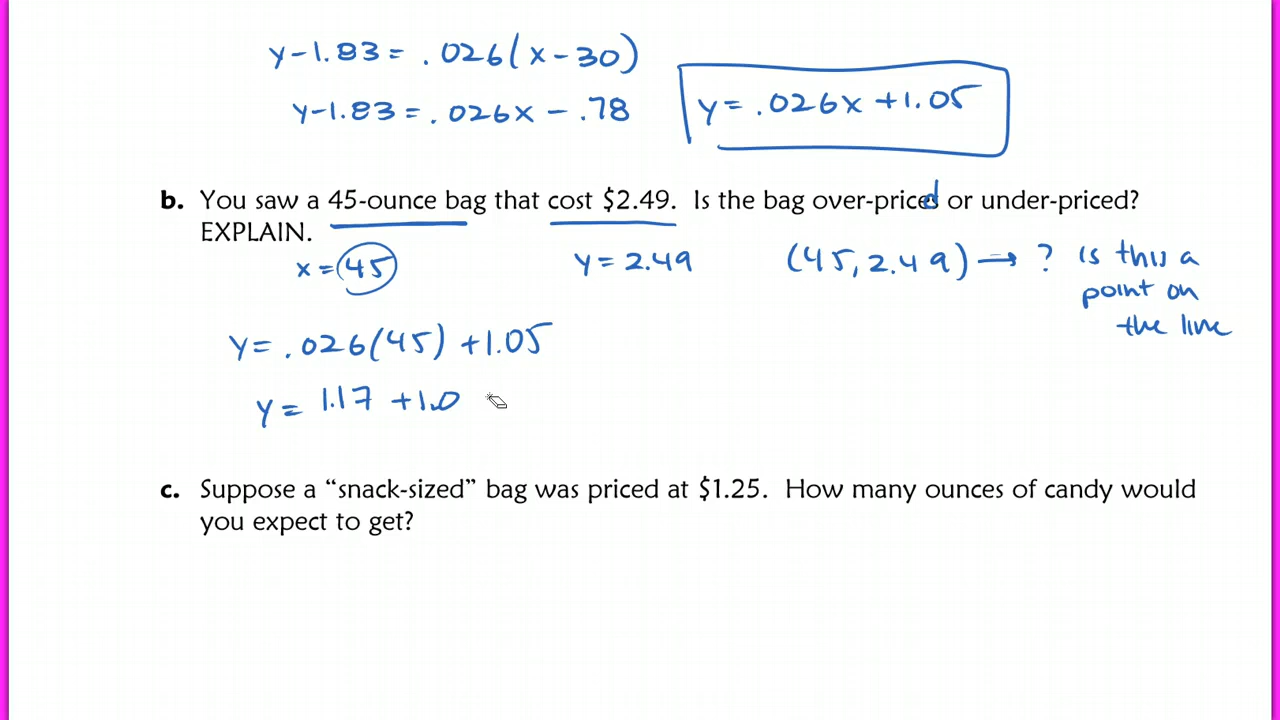 y-1.83 = .026(x-30)
y-1.83 = .026x - .78
y = .026x + 1.05
b. You saw a 45-ounce bag that cost $2.49. Is the bag over-priced or under-priced?
EXPLAIN.
x = 45
y = 2.49
(45, 2.49) → ? Is this a
point on
the line
y = .026(45) + 1.05
y = 1.17 + 1.0
c. Suppose a “snack-sized” bag was priced at $1.25. How many ounces of candy would
you expect to get?